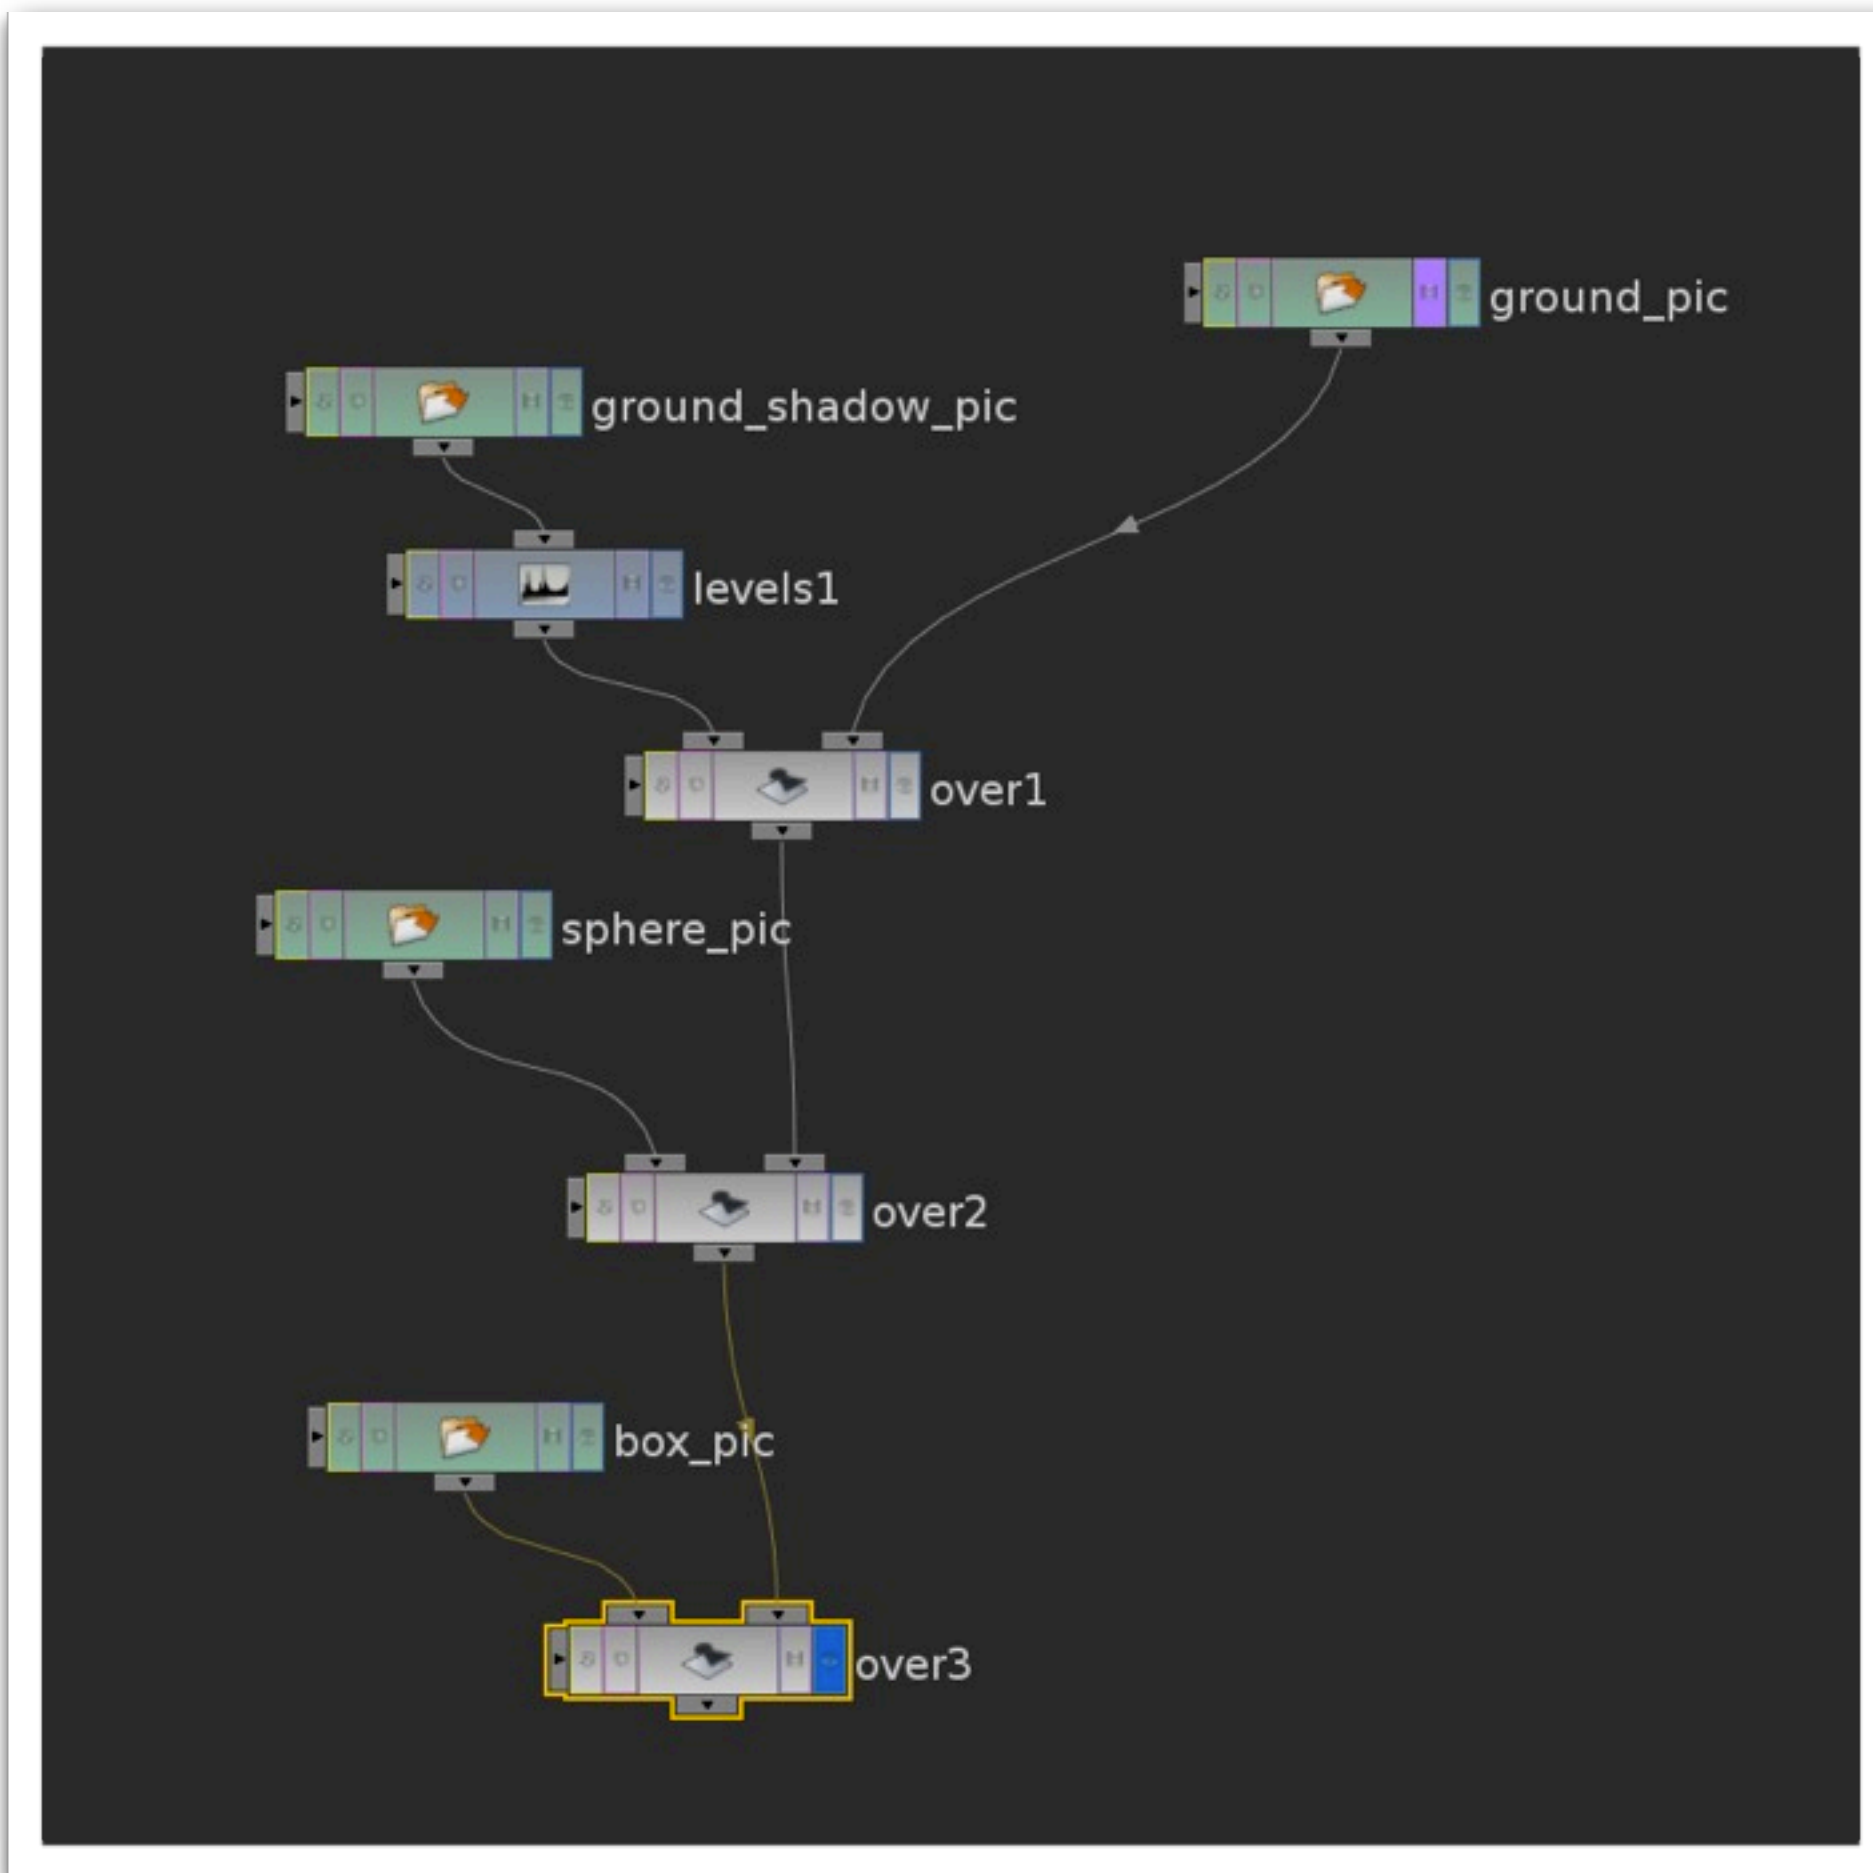 ground_pic
ground_shadow_pic
levels1
over1
sphere_pic
over2
box_pic
over3